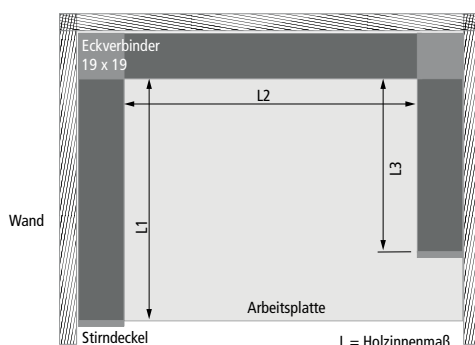 Eckverbinder
19 x 19
L2
L3
Wand
L1
Arbeitsplatte
Stirndeckel
L = Holzinnenmaß